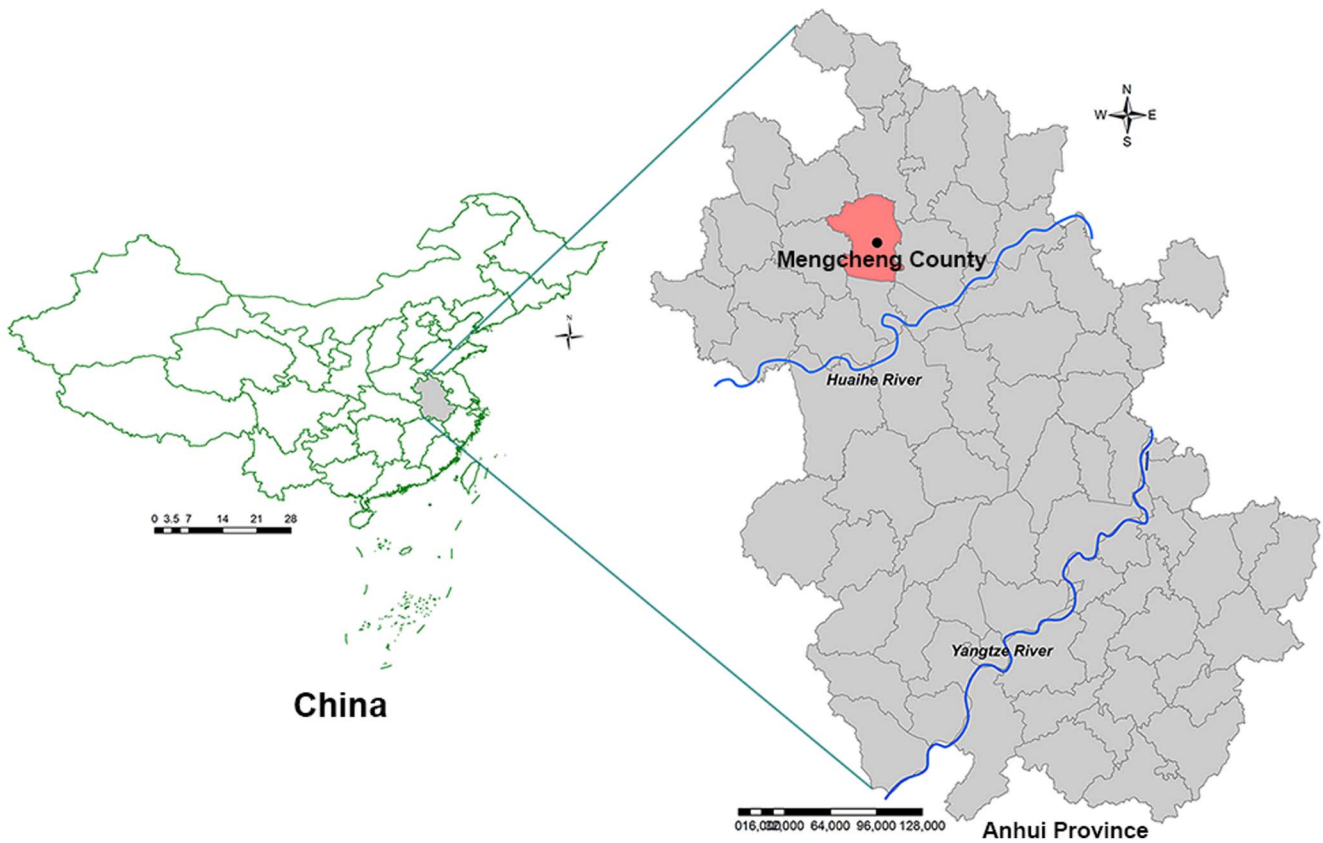 N
W E
S
Mengcheng County
N
Huaihe River
0 3.5 7 14 21 28
Yangtze River
China
64,000 96,000 128,000
Anhui Province